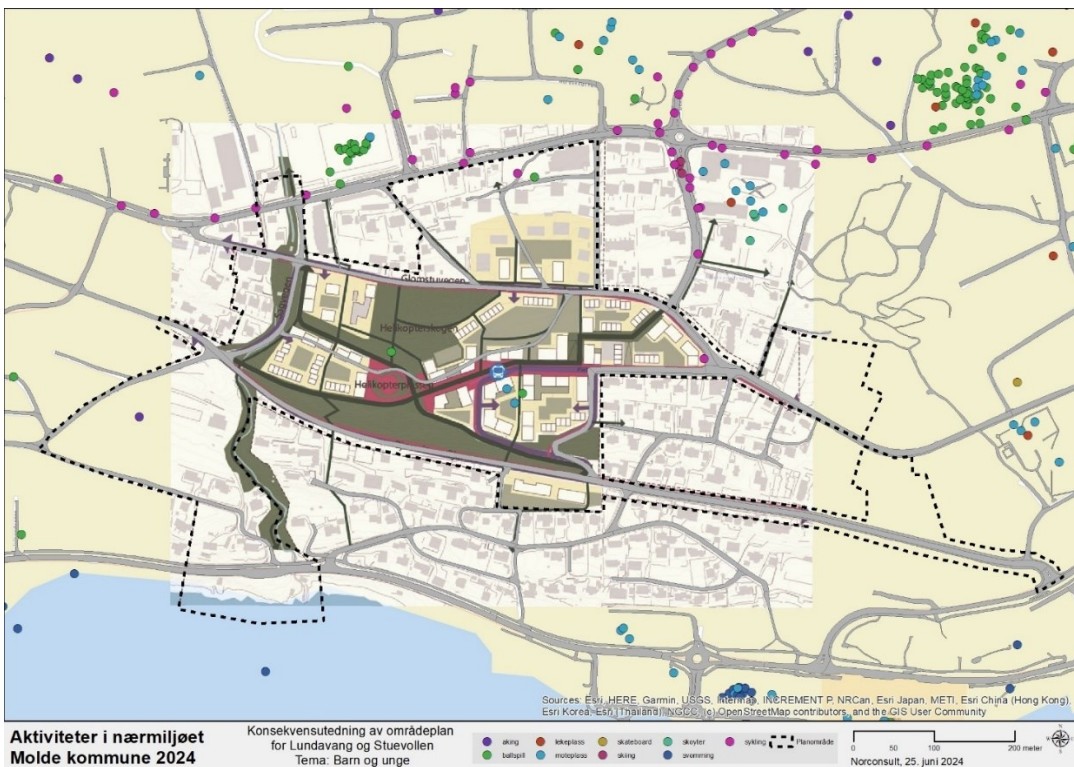 Glomstuvegen
Helikopterskogen
Helikopterplassen
Sources: Esri, HERE, Garmin, USGS, Intermap, INCREMENT P, NRCan, Esri Japan, METI, Esri China (Hong Kong),
Esri Korea, Esri (Thailand), NGCC, (c) OpenStreetMap contributors, and the GIS User Community
Aktiviteter i nærmiljøet
Molde kommune 2024
Konsekvensutedning av områdeplan
for Lundavang og Stuevollen
Tema: Barn og unge
aking
lekeplass
skateboard
skøyter
sykling
Planområde
ballspill
møteplass
skiing
svømming
0 50 100 200 meter
Norconsult, 25. juni 2024